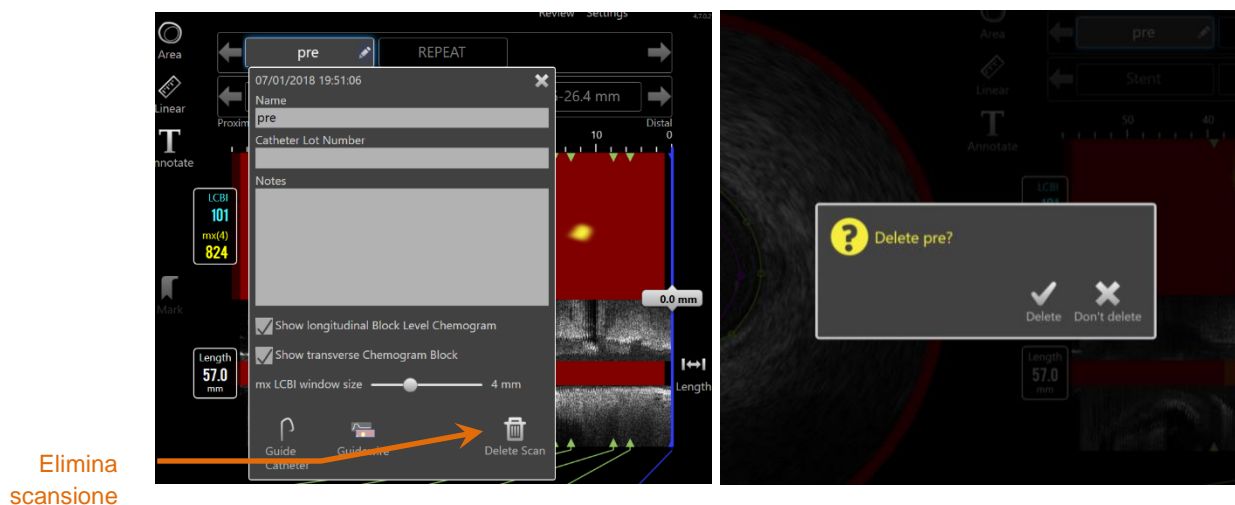 Review Settings
4.7.0.2
Area
pre
REPEAT
Linear
07/01/2018 19:51:06
Name
pre
-26.4 mm
Proxim
Distal
10
0
Catheter Lot Number
Annotate
Notes
LCBI
101
mx(4)
824
Mark
0.0 mm
Show longitudinal Block Level Chemogram
Show transverse Chemogram Block
Length
57.0
mm
mx LCBI window size
4 mm
Length
Guide
Catheter
Guidewire
Delete Scan
Elimina
scansione
Area
pre
Linear
Stent
50
40
Annotate
LCBI
Delete pre?
Delete
Don't delete
Length
57.0
mm